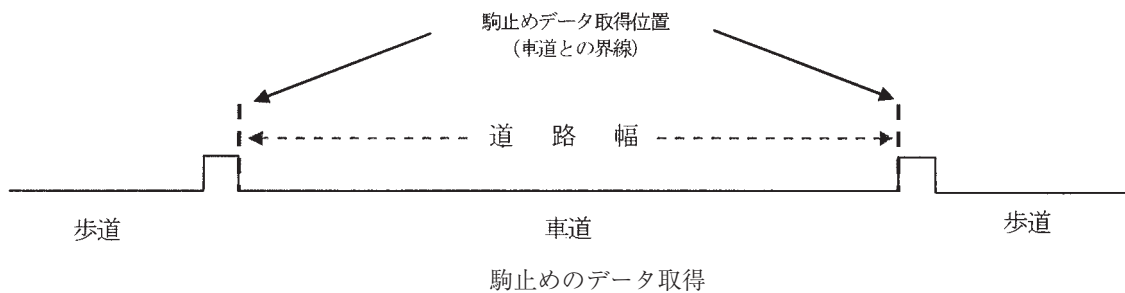 駒止めデータ取得位置
(車道との界線)
道路幅
歩道
車道
歩道
駒止めのデータ取得